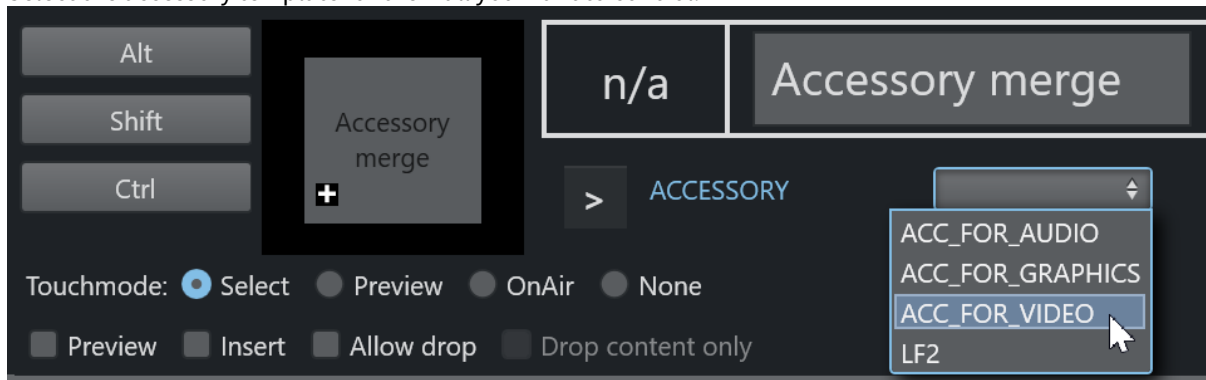 Alt
Shift
Ctrl
Accessory
merge
n/a
Accessory merge
>
ACCESSORY
ACC_FOR_AUDIO
ACC_FOR_GRAPHICS
ACC_FOR_VIDEO
LF2
Touchmode: Select Preview OnAir None
Preview Insert Allow drop Drop content only